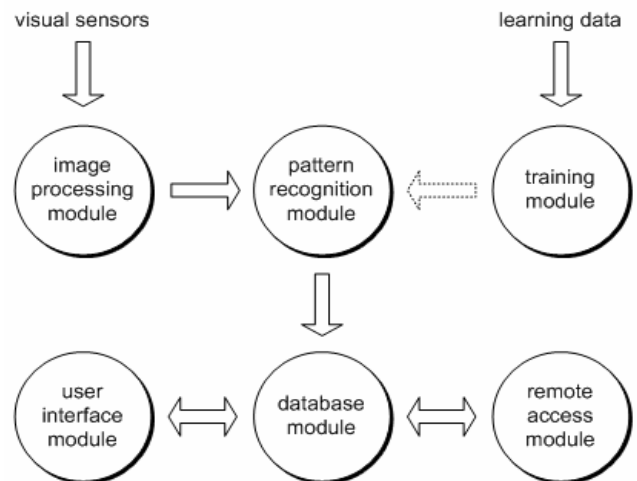 visual sensors
learning data
image
processing
module
pattern
recognition
module
training
module
user
interface
module
database
module
remote
access
module